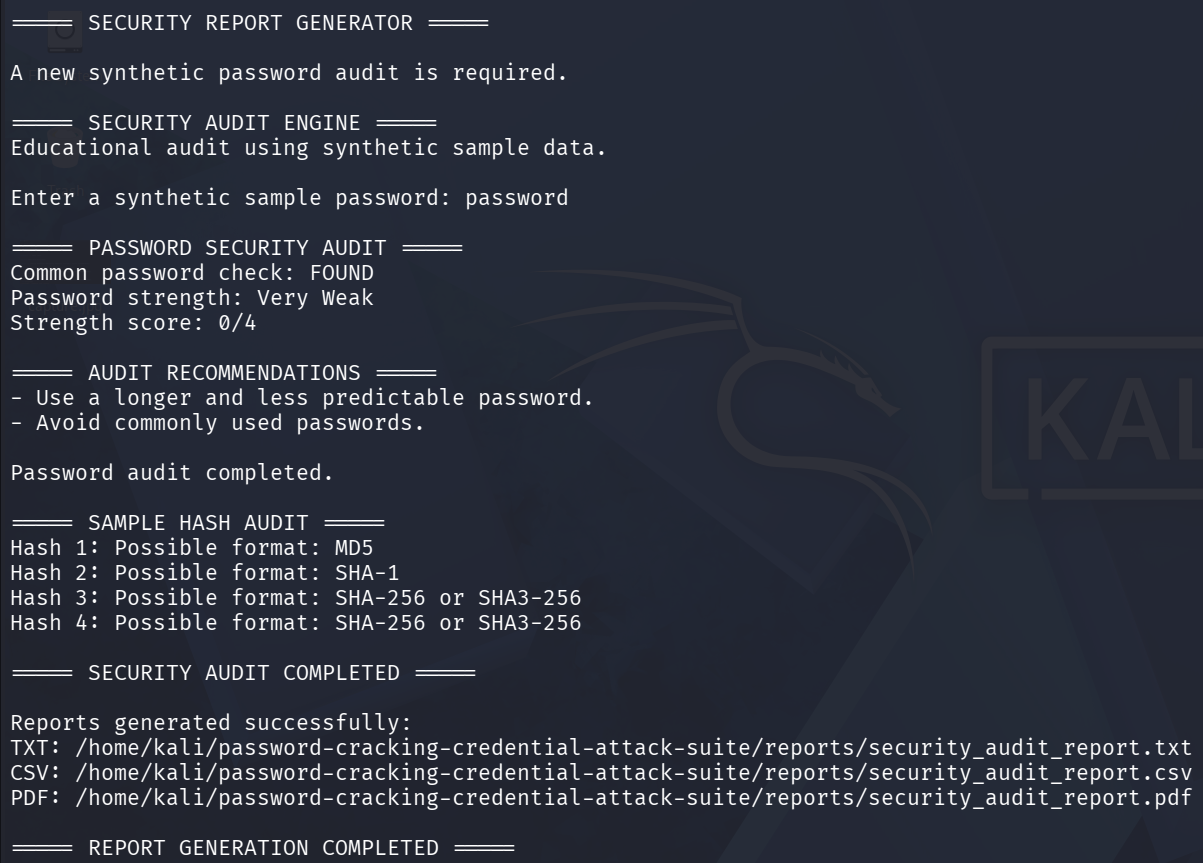 ===== SECURITY REPORT GENERATOR =====
A new synthetic password audit is required.
===== SECURITY AUDIT ENGINE =====
Educational audit using synthetic sample data.
Enter a synthetic sample password: password
===== PASSWORD SECURITY AUDIT =====
Common password check: FOUND
Password strength: Very Weak
Strength score: 0/4
===== AUDIT RECOMMENDATIONS =====
- Use a longer and less predictable password.
- Avoid commonly used passwords.
Password audit completed.
===== SAMPLE HASH AUDIT =====
Hash 1: Possible format: MD5
Hash 2: Possible format: SHA-1
Hash 3: Possible format: SHA-256 or SHA3-256
Hash 4: Possible format: SHA-256 or SHA3-256
===== SECURITY AUDIT COMPLETED =====
Reports generated successfully:
TXT: /home/kali/password-cracking-credential-attack-suite/reports/security_audit_report.txt
CSV: /home/kali/password-cracking-credential-attack-suite/reports/security_audit_report.csv
PDF: /home/kali/password-cracking-credential-attack-suite/reports/security_audit_report.pdf
===== REPORT GENERATION COMPLETED =====
KAL